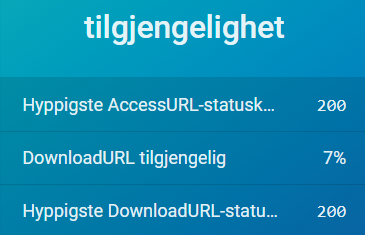 tilgjengelighet
Hyppigste AccessURL-statusk... 200
DownloadURL tilgjengelig 7%
Hyppigste DownloadURL-statu... 200